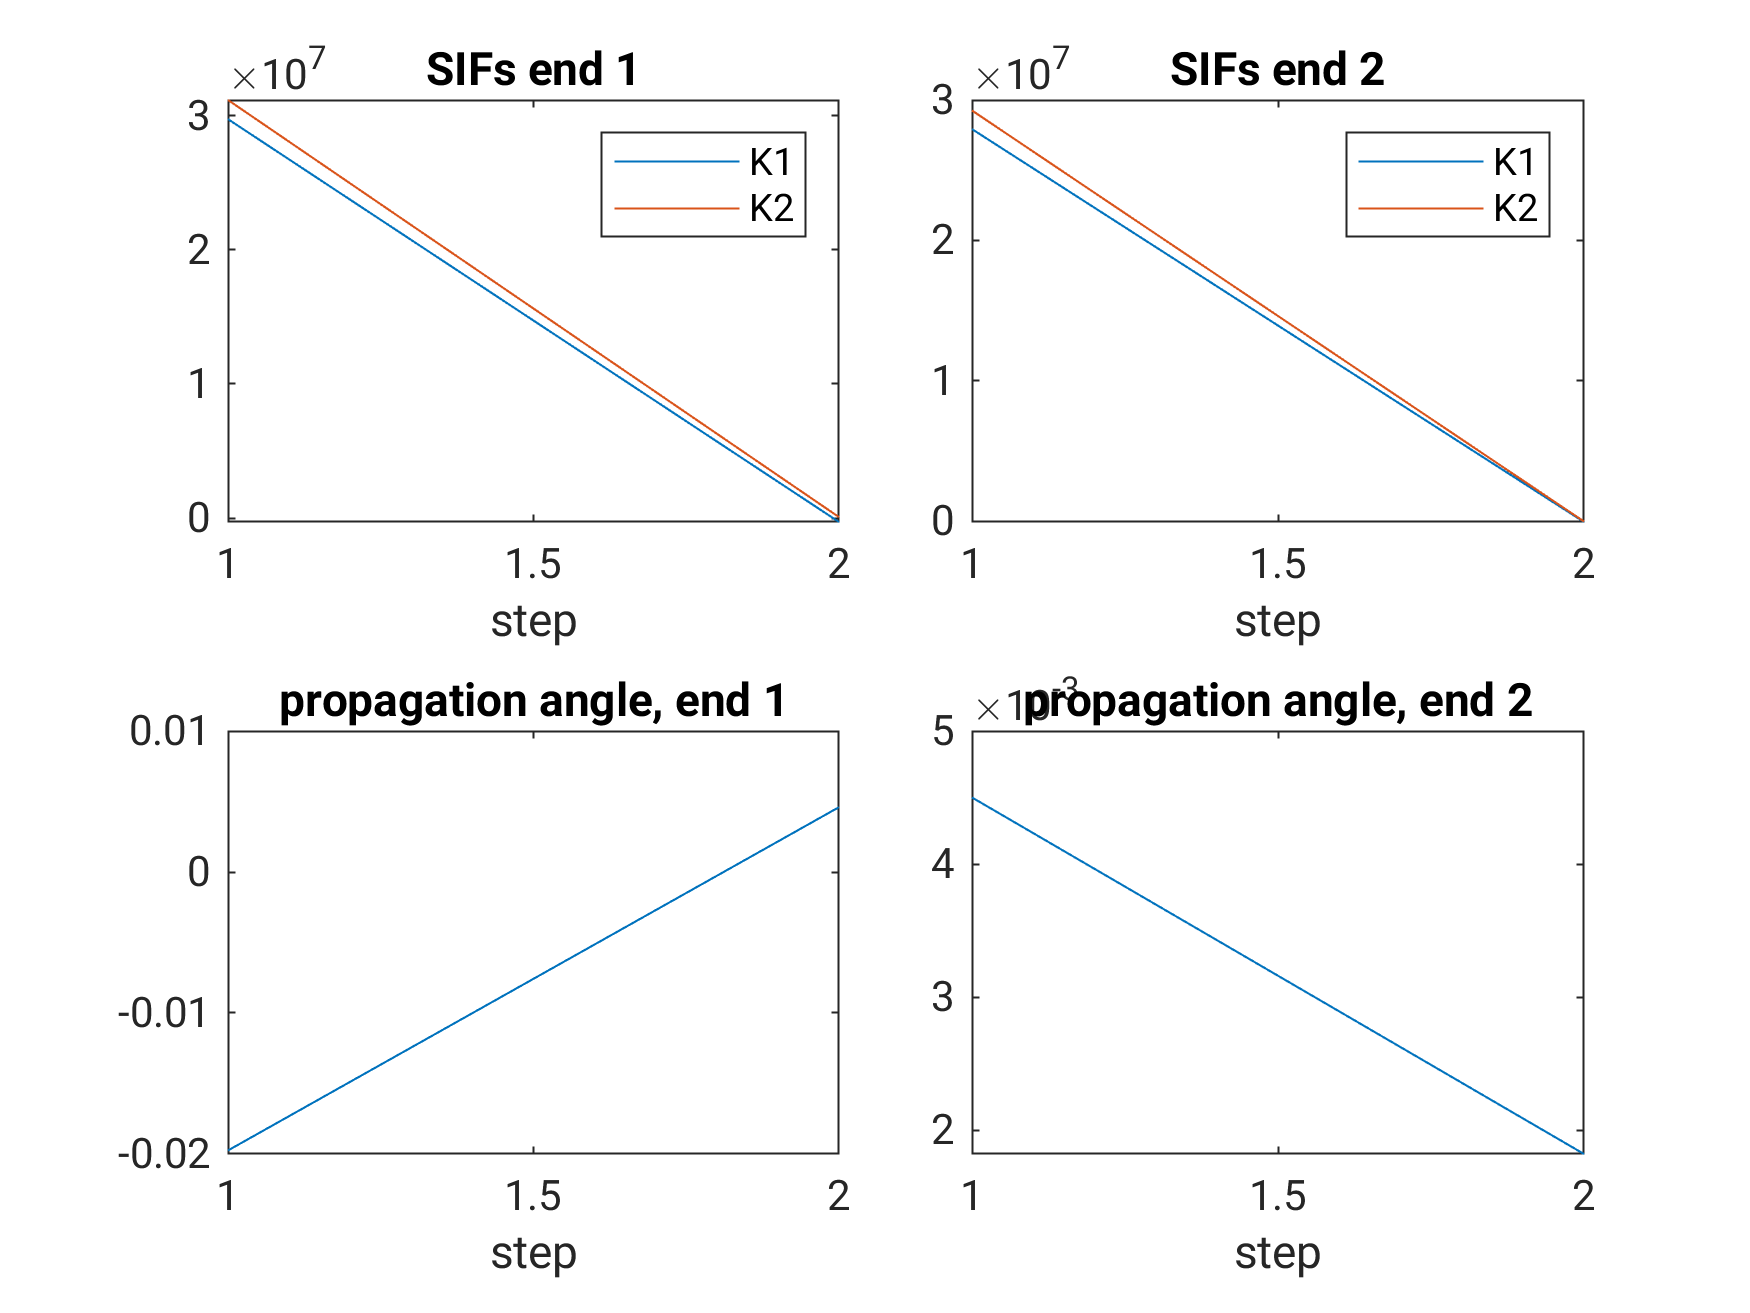 SIFs end 1
×10^7
3
2
1
0
K1
K2
1
1.5
2
step
SIFs end 2
×10^7
3
2
1
0
K1
K2
1
1.5
2
step
propagation angle, end 1
0.01
0
-0.01
-0.02
1
1.5
2
step
propagation angle, end 2
×10^-3
5
4
3
2
1
1.5
2
step